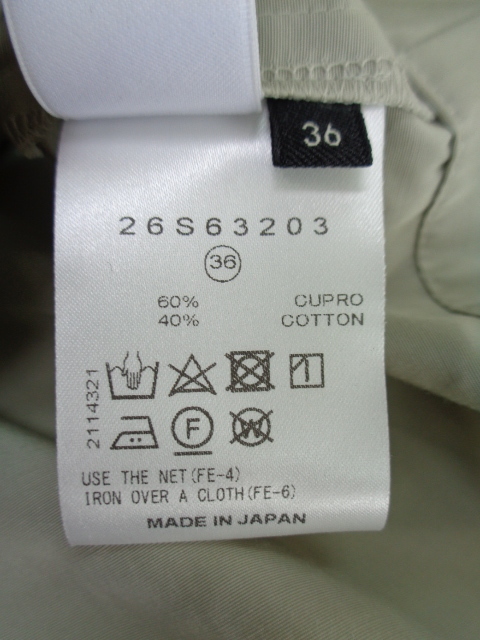 36
26S63203
36
60% CUPRO
40% COTTON
2114321
F
W
USE THE NET(FE-4)
IRON OVER A CLOTH(FE-6)
MADE IN JAPAN